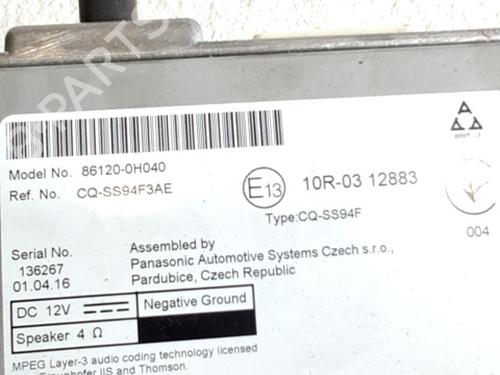 Model No. 86120-0H040
Ref. No. CQ-SS94F3AE
E13
10R-03 12883
Type:CQ-SS94F
004
Serial No.
136267
01.04.16
Assembled by
Panasonic Automotive Systems Czech s.r.o.,
Pardubice, Czech Republic
DC 12V
Negative Ground
Speaker 4 Ω
MPEG Layer-3 audio coding technology licensed
Fraunhofer IIS and Thomson.